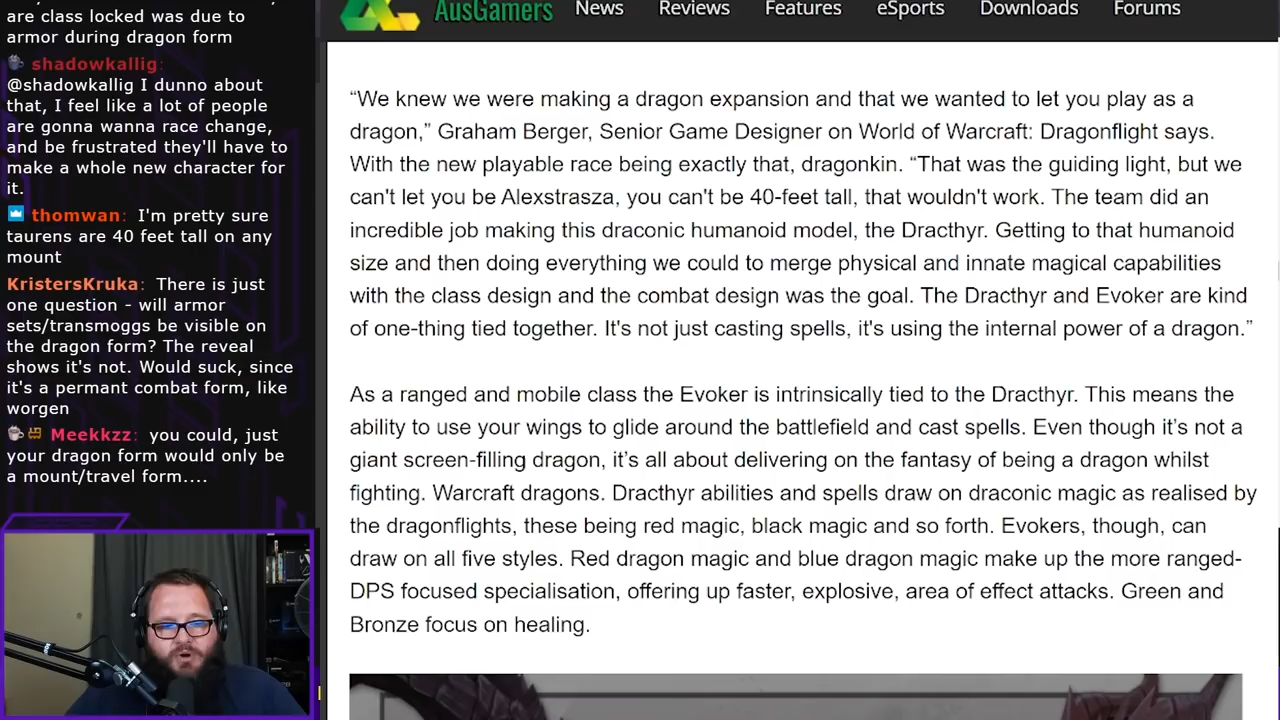 are class locked was due to
armor during dragon form
shadowkallig:
@shadowkallig I dunno about
that, I feel like a lot of people
are gonna wanna race change,
and be frustrated they'll have to
make a whole new character for
it.
thomwan: I'm pretty sure
taurens are 40 feet tall on any
mount
KristersKruka: There is just
one question - will armor
sets/transmoggs be visible on
the dragon form? The reveal
shows it's not. Would suck, since
it's a permant combat form, like
worgen
Meekkzz: you could, just
your dragon form would only be
a mount/travel form....
AusGamers News Reviews Features eSports Downloads Forums
“We knew we were making a dragon expansion and that we wanted to let you play as a
dragon,” Graham Berger, Senior Game Designer on World of Warcraft: Dragonflight says.
With the new playable race being exactly that, dragonkin. “That was the guiding light, but we
can't let you be Alexstrasza, you can't be 40-feet tall, that wouldn't work. The team did an
incredible job making this draconic humanoid model, the Dracthyr. Getting to that humanoid
size and then doing everything we could to merge physical and innate magical capabilities
with the class design and the combat design was the goal. The Dracthyr and Evoker are kind
of one-thing tied together. It's not just casting spells, it's using the internal power of a dragon.”
As a ranged and mobile class the Evoker is intrinsically tied to the Dracthyr. This means the
ability to use your wings to glide around the battlefield and cast spells. Even though it’s not a
giant screen-filling dragon, it’s all about delivering on the fantasy of being a dragon whilst
fighting. Warcraft dragons. Dracthyr abilities and spells draw on draconic magic as realised by
the dragonflights, these being red magic, black magic and so forth. Evokers, though, can
draw on all five styles. Red dragon magic and blue dragon magic make up the more ranged-
DPS focused specialisation, offering up faster, explosive, area of effect attacks. Green and
Bronze focus on healing.